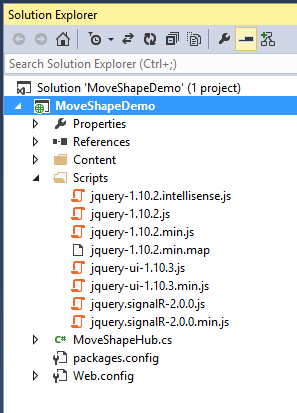 Solution Explorer
Search Solution Explorer (Ctrl+;)
Solution 'MoveShapeDemo' (1 project)
MoveShapeDemo
Properties
References
Content
Scripts
jquery-1.10.2.intellisense.js
jquery-1.10.2.js
jquery-1.10.2.min.js
jquery-1.10.2.min.map
jquery-ui-1.10.3.js
jquery-ui-1.10.3.min.js
jquery.signalR-2.0.0.js
jquery.signalR-2.0.0.min.js
C# MoveShapeHub.cs
packages.config
Web.config